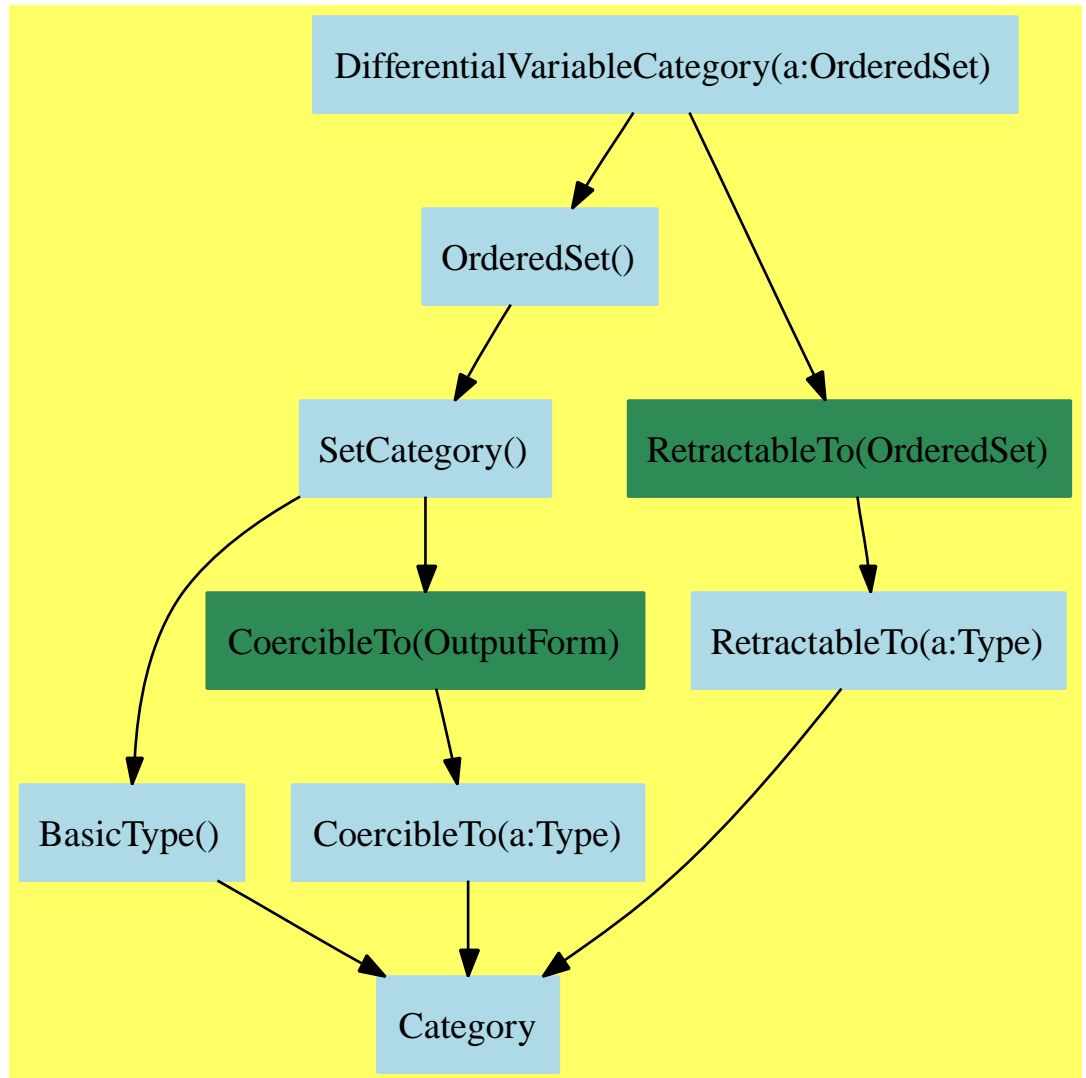 DifferentialVariableCategory(a:OrderedSet)
OrderedSet()
SetCategory()
RetractableTo(OrderedSet)
CoercibleTo(OutputForm)
RetractableTo(a:Type)
BasicType()
CoercibleTo(a:Type)
Category